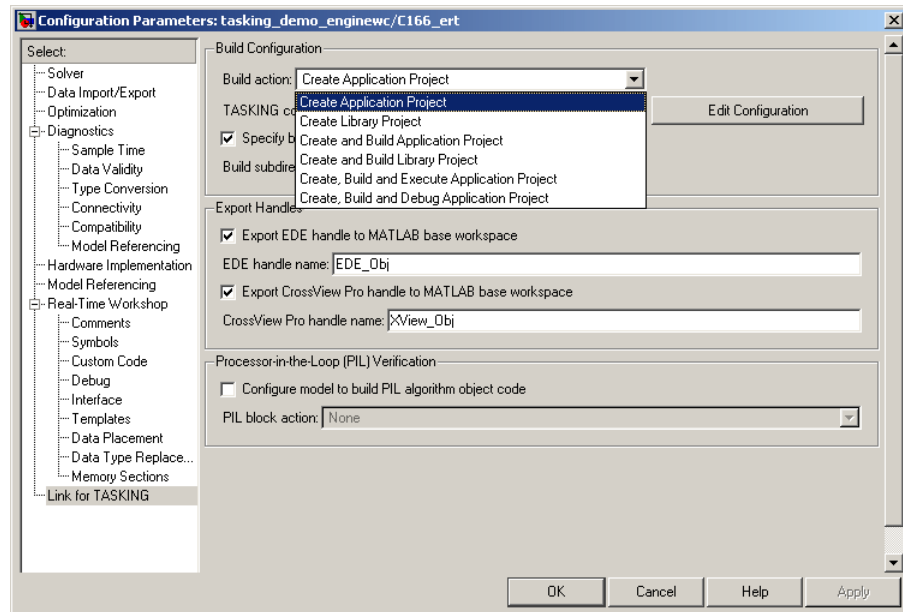 Configuration Parameters: tasking_demo_enginewc/C166_ert
Select:
Solver
Data Import/Export
Optimization
Diagnostics
Sample Time
Data Validity
Type Conversion
Connectivity
Compatibility
Model Referencing
Hardware Implementation
Model Referencing
Real-Time Workshop
Comments
Symbols
Custom Code
Debug
Interface
Templates
Data Placement
Data Type Replace...
Memory Sections
Link for TASKING
Build Configuration
Build action: Create Application Project
Create Application Project
Create Library Project
Create and Build Application Project
Create and Build Library Project
Create, Build and Execute Application Project
Create, Build and Debug Application Project
TASKING co
Edit Configuration
Specify b
Build subdire
Export Handles
Export EDE handle to MATLAB base workspace
EDE handle name: EDE_Obj
Export CrossView Pro handle to MATLAB base workspace
CrossView Pro handle name: XView_Obj
Processor-in-the-Loop (PIL) Verification
Configure model to build PIL algorithm object code
PIL block action: None
OK Cancel Help Apply